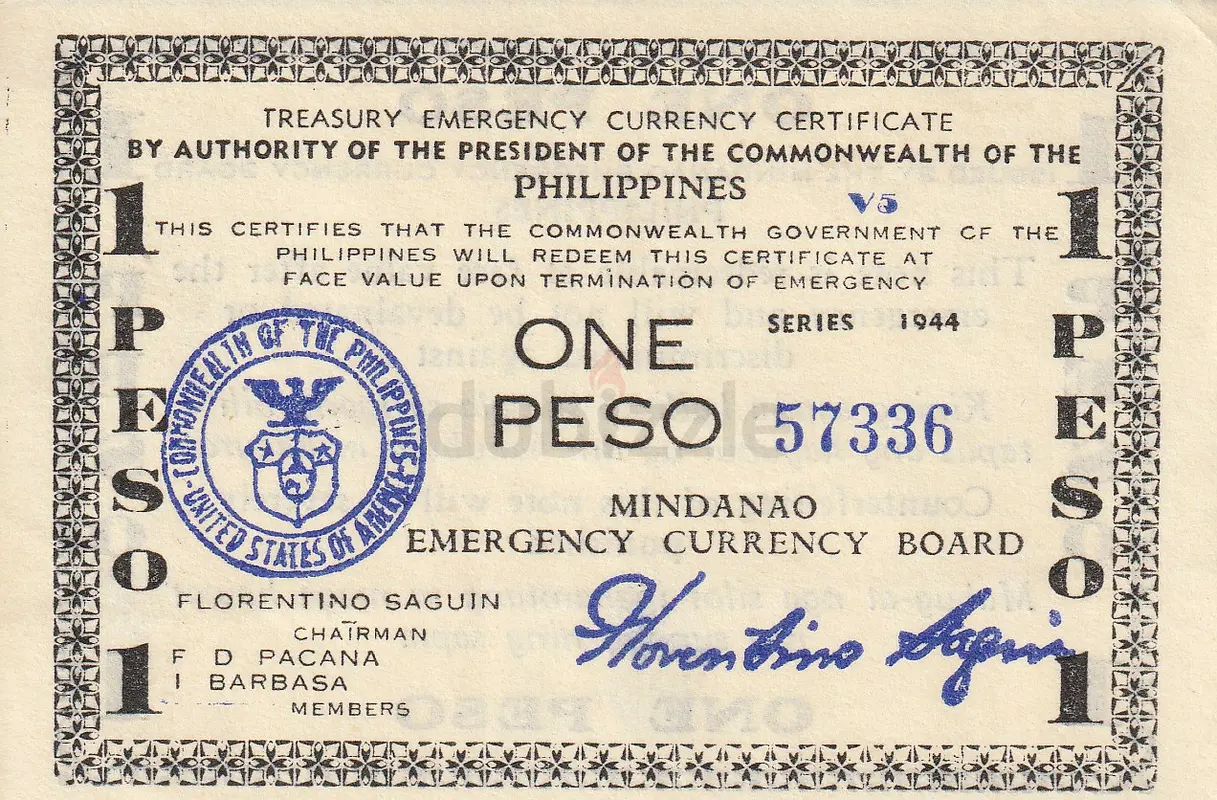 TREASURY EMERGENCY CURRENCY CERTIFICATE
BY AUTHORITY OF THE PRESIDENT OF THE COMMONWEALTH OF THE
PHILIPPINES
V5
THIS CERTIFIES THAT THE COMMONWEALTH GOVERNMENT OF THE
PHILIPPINES WILL REDEEM THIS CERTIFICATE AT
FACE VALUE UPON TERMINATION OF EMERGENCY
SERIES 1944
1 PESO 1
COMMONWEALTH OF THE PHILIPPINES
UNITED STATES OF AMERICA
ONE
PESO
57336
dubizzle
MINDANAO
EMERGENCY CURRENCY BOARD
FLORENTINO SAGUIN
CHAIRMAN
F D PACANA
I BARBASA
MEMBERS
Florentino Saguin
1 PESO 1